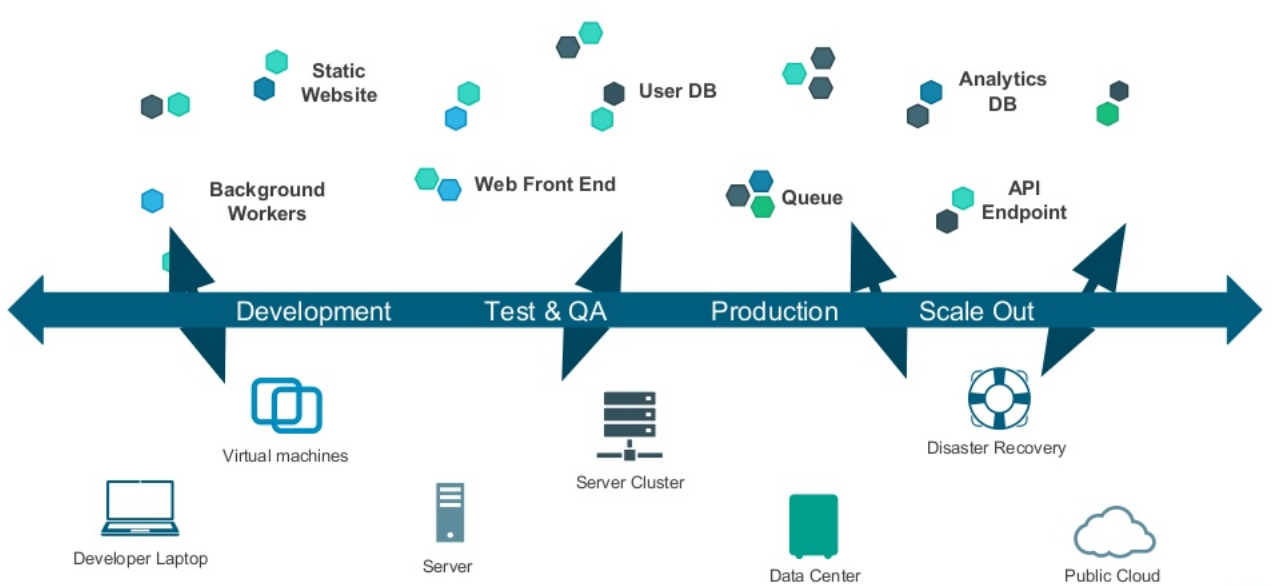 Static
Website
User DB
Analytics
DB
Background
Workers
Web Front End
Queue
API
Endpoint
Development
Test & QA
Production
Scale Out
Virtual machines
Server Cluster
Disaster Recovery
Developer Laptop
Server
Data Center
Public Cloud